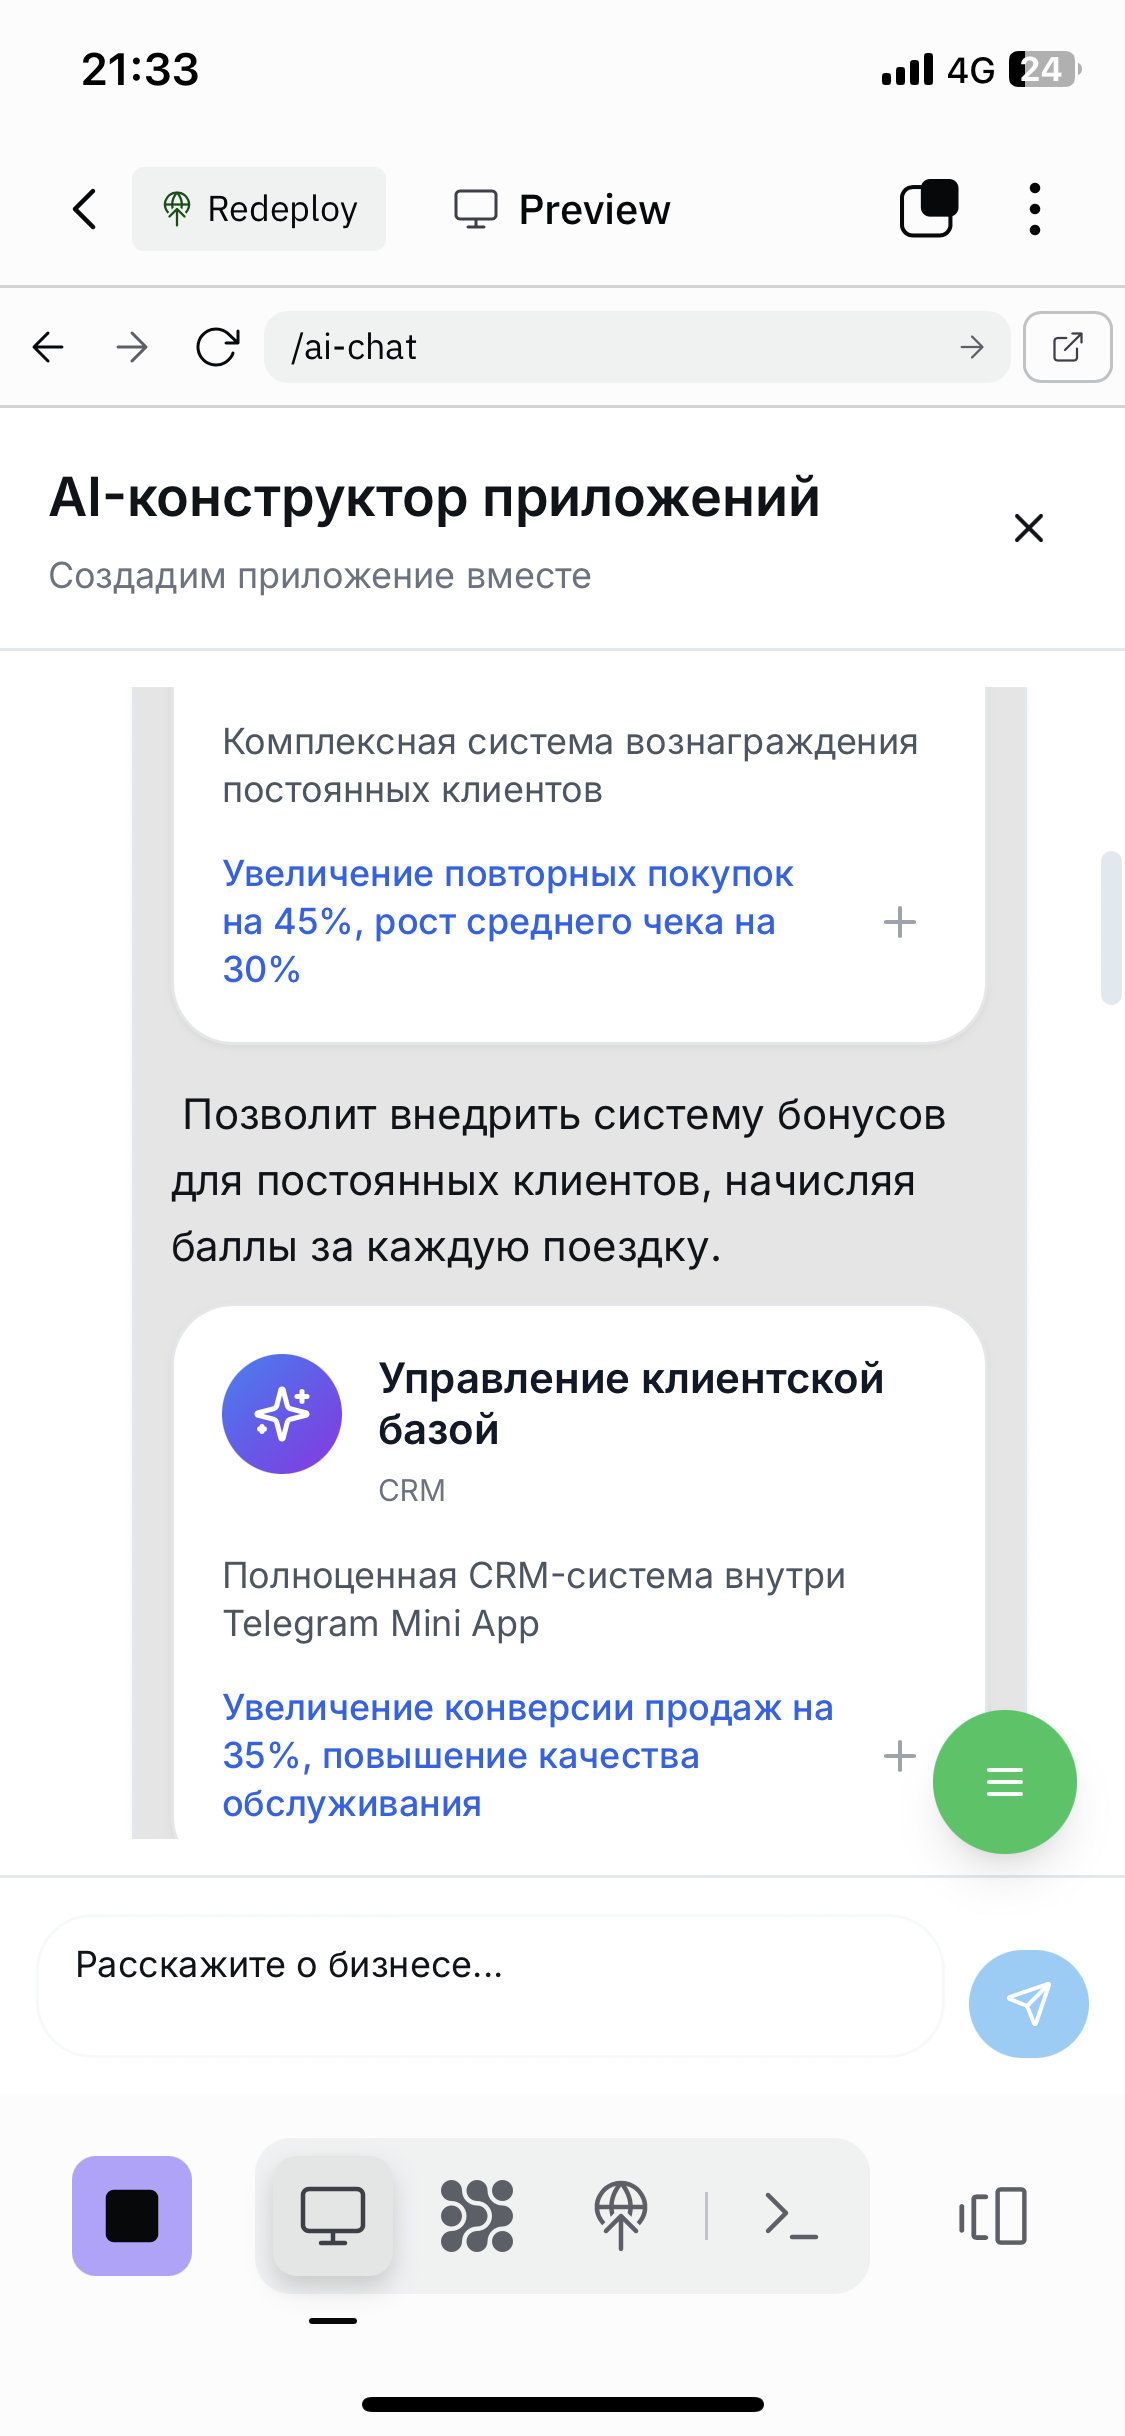 21:33
4G
24
Redeploy
Preview
/ai-chat
AI-конструктор приложений
Создадим приложение вместе
Комплексная система вознаграждения
постоянных клиентов
Увеличение повторных покупок
на 45%, рост среднего чека на
30%
Позволит внедрить систему бонусов
для постоянных клиентов, начисляя
баллы за каждую поездку.
Управление клиентской
базой
CRM
Полноценная CRM-система внутри
Telegram Mini App
Увеличение конверсии продаж на
35%, повышение качества
обслуживания
Расскажите о бизнесе...